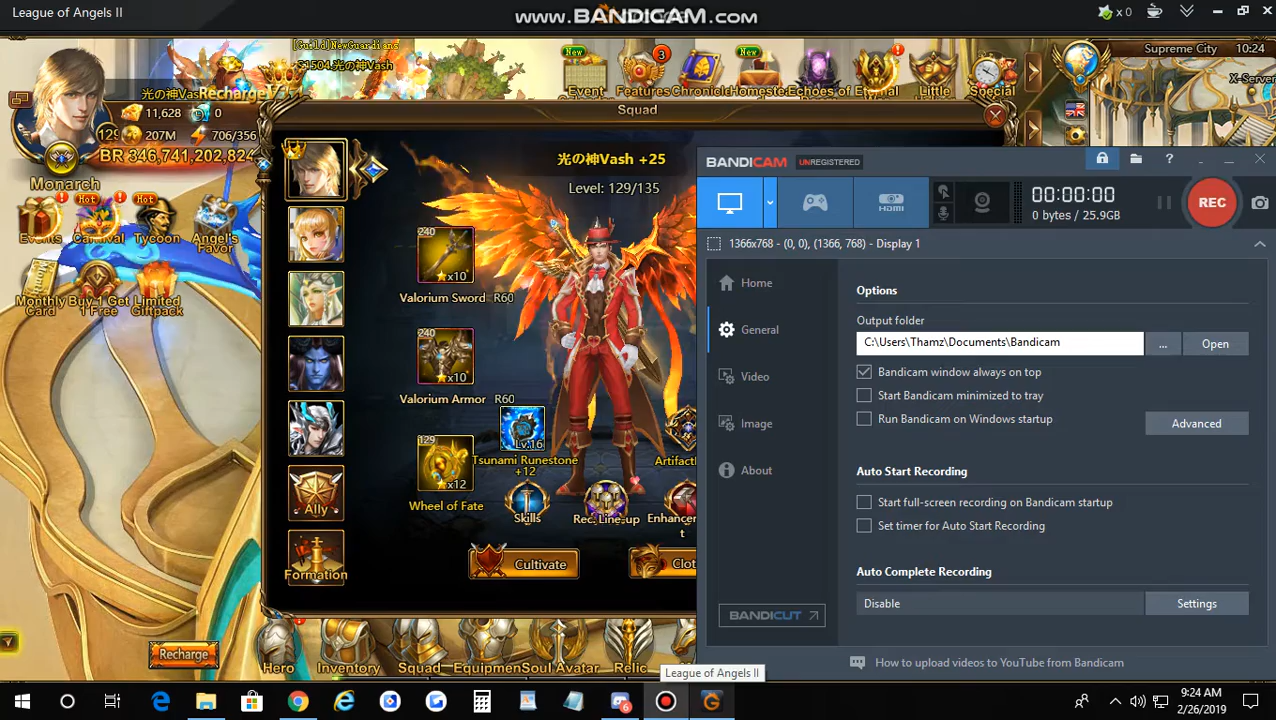 League of Angels II
www.BANDICAM.com
x 0
[Guild]NewGuardians
S1504.光の神Vash
New
3
New
Event
Features
Chronicle
Homestead
Echoes of
Eternal
Little
Special
Supreme City
10:24
X-Server
光の神Vas
Recharge
11,628
0
129
207M
706/356
BR 346,741,202,824
Monarch
Hot
Hot
Events
Carnival
Tycoon
Angel's
Favor
Monthly
Card
Buy 1 Get
1 Free
Limited
Giftpack
Squad
光の神Vash +25
Level: 129/135
240
x10
Valorium Sword R60
240
x10
Valorium Armor R60
129
x12
Wheel of Fate
Lv.16
Tsunami Runestone
+12
Artifact
Skills
Rec. Line-up
Enhancemen
t
Ally
Formation
Cultivate
Clot
Recharge
Hero
Inventory
Squad
Equipment
Soul
Avatar
Relic
League of Angels II
BANDICAM
UNREGISTERED
00:00:00
0 bytes / 25.9GB
HDMI
REC
1366x768 - (0, 0), (1366, 768) - Display 1
Home
General
Video
Image
About
BANDICUT
Options
Output folder
C:\Users\Thamz\Documents\Bandicam
...
Open
Bandicam window always on top
Start Bandicam minimized to tray
Run Bandicam on Windows startup
Advanced
Auto Start Recording
Start full-screen recording on Bandicam startup
Set timer for Auto Start Recording
Auto Complete Recording
Disable
Settings
How to upload videos to YouTube from Bandicam
9:24 AM
2/26/2019